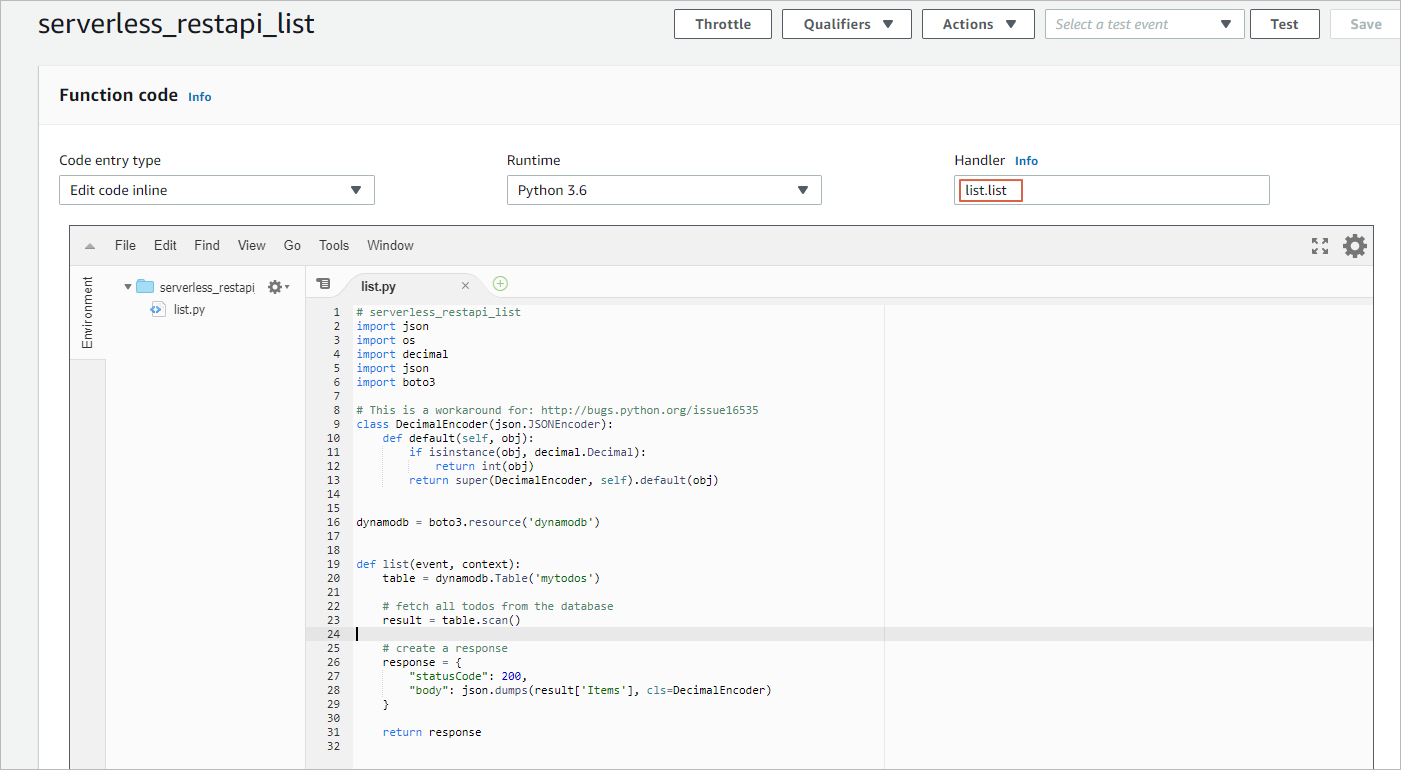 serverless_restapi_list
Throttle Qualifiers Actions Select a test event Test Save
Function code Info
Code entry type Runtime Handler Info
Edit code inline Python 3.6 list.list
File Edit Find View Go Tools Window
Environment
serverless_restapi
list.py
list.py
1 # serverless_restapi_list
2 import json
3 import os
4 import decimal
5 import json
6 import boto3
7
8 # This is a workaround for: http://bugs.python.org/issue16535
9 class DecimalEncoder(json.JSONEncoder):
10     def default(self, obj):
11         if isinstance(obj, decimal.Decimal):
12             return int(obj)
13         return super(DecimalEncoder, self).default(obj)
14
15
16 dynamodb = boto3.resource('dynamodb')
17
18
19 def list(event, context):
20     table = dynamodb.Table('mytodos')
21
22     # fetch all todos from the database
23     result = table.scan()
24
25     # create a response
26     response = {
27         "statusCode": 200,
28         "body": json.dumps(result['Items'], cls=DecimalEncoder)
29     }
30
31     return response
32